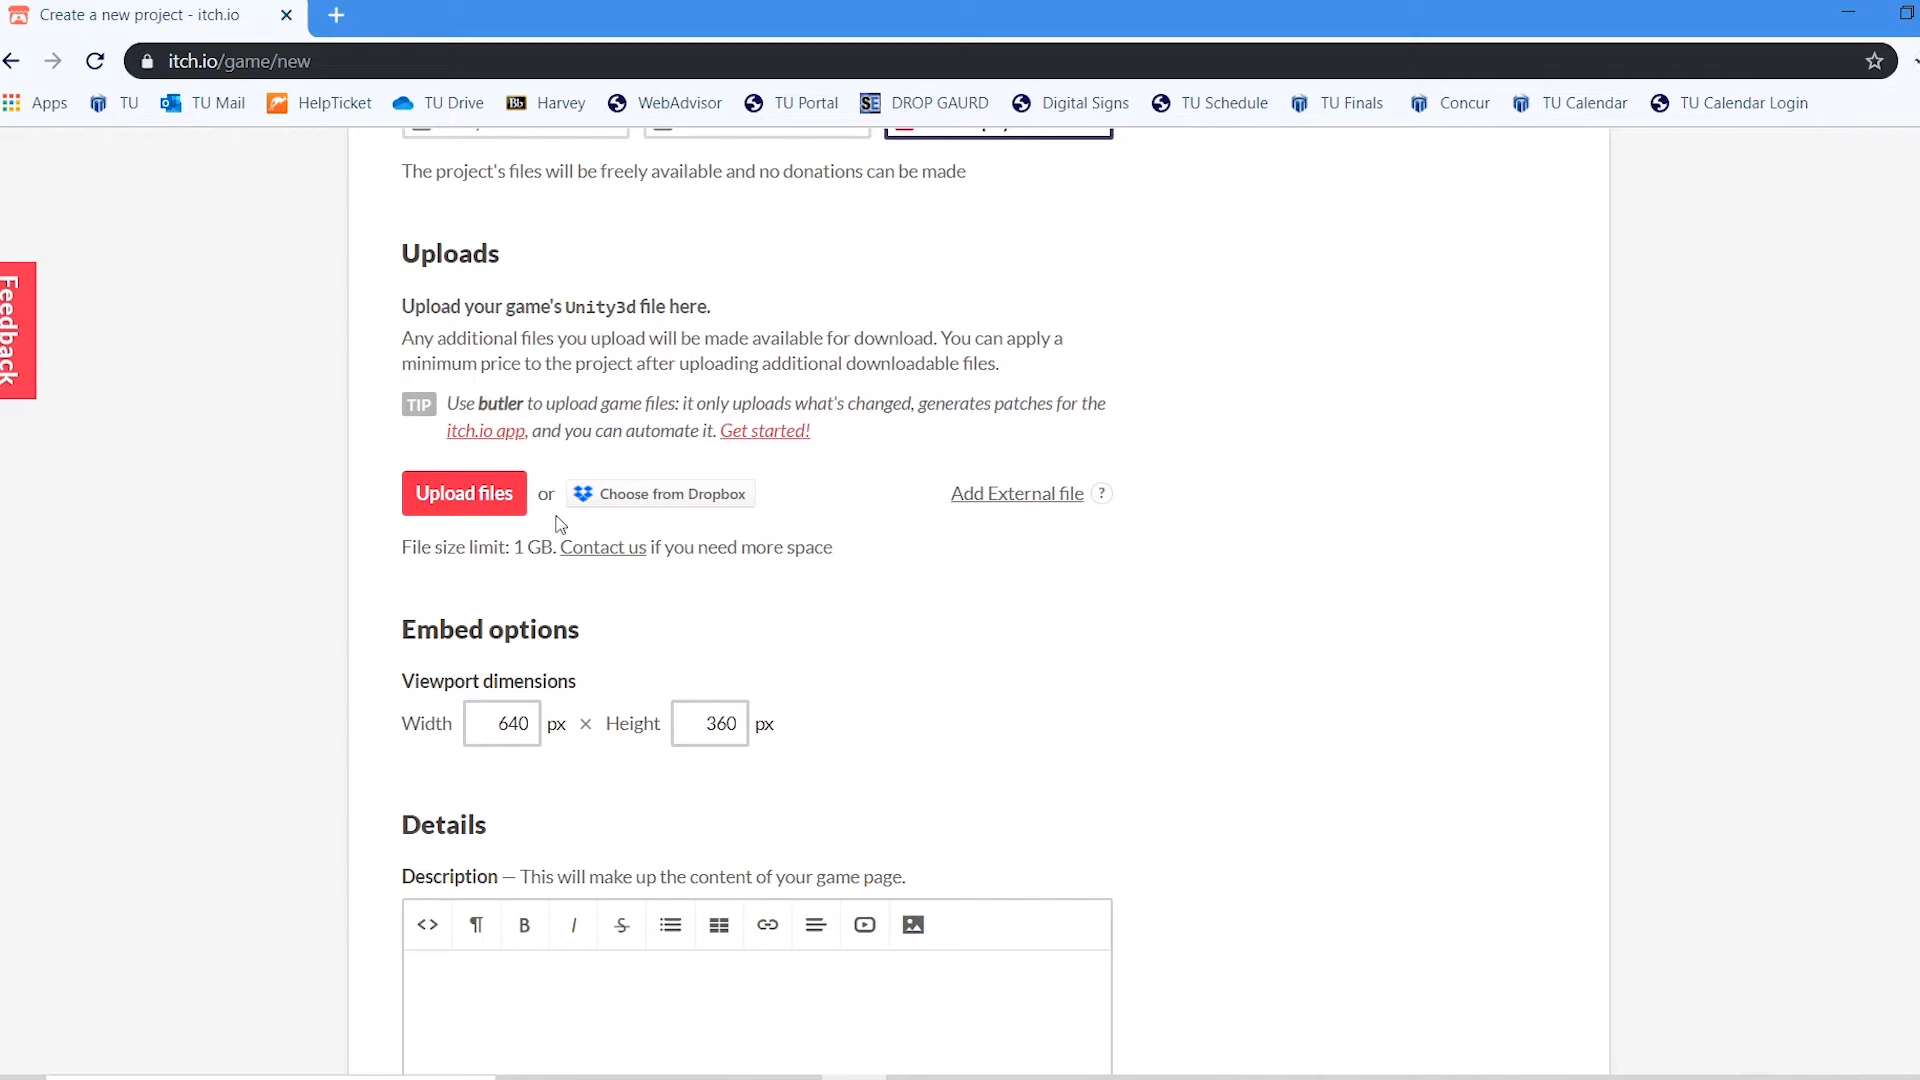 Create a new project - itch.io
itch.io/game/new
Apps TU TU Mail HelpTicket TU Drive Bb Harvey WebAdvisor TU Portal SE DROP GAURD Digital Signs TU Schedule TU Finals Concur TU Calendar TU Calendar Login
The project's files will be freely available and no donations can be made
Uploads
Feedback
Upload your game's Unity3d file here.
Any additional files you upload will be made available for download. You can apply a
minimum price to the project after uploading additional downloadable files.
TIP Use butler to upload game files: it only uploads what's changed, generates patches for the
itch.io app, and you can automate it. Get started!
Upload files or Choose from Dropbox Add External file ?
File size limit: 1 GB. Contact us if you need more space
Embed options
Viewport dimensions
Width 640 px × Height 360 px
Details
Description — This will make up the content of your game page.
B I S